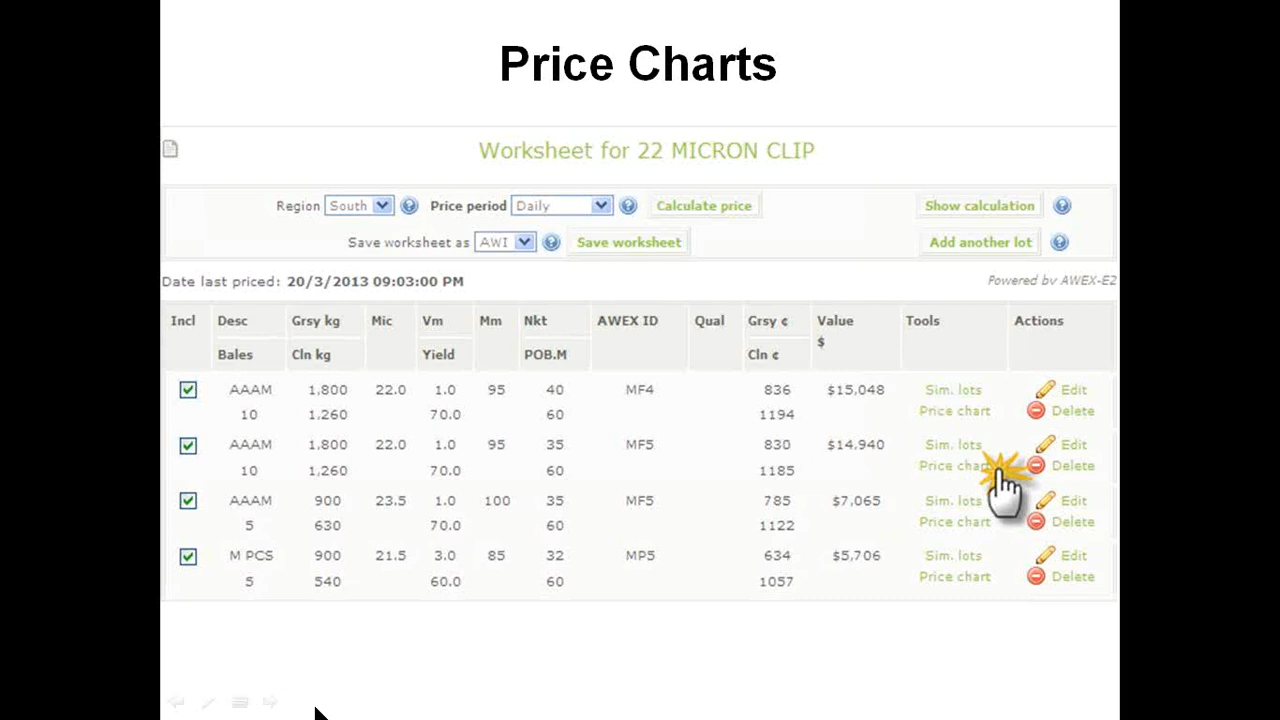 Price Charts
Worksheet for 22 MICRON CLIP
Region South Price period Daily Calculate price Show calculation
Save worksheet as AWI Save worksheet Add another lot
Date last priced: 20/3/2013 09:03:00 PM Powered by AWEX-E2
Incl Desc Grsy kg Mic Vm Mm Nkt AWEX ID Qual Grsy ¢ Value $ Tools Actions
Bales Cln kg Yield POB.M Cln ¢
AAAM 1,800 22.0 1.0 95 40 MF4 836 $15,048 Sim. lots Edit
10 1,260 70.0 60 1194 Price chart Delete
AAAM 1,800 22.0 1.0 95 35 MF5 830 $14,940 Sim. lots Edit
10 1,260 70.0 60 1185 Price char Delete
AAAM 900 23.5 1.0 100 35 MF5 785 $7,065 Sim. lots Edit
5 630 70.0 60 1122 Price chart Delete
M PCS 900 21.5 3.0 85 32 MP5 634 $5,706 Sim. lots Edit
5 540 60.0 60 1057 Price chart Delete